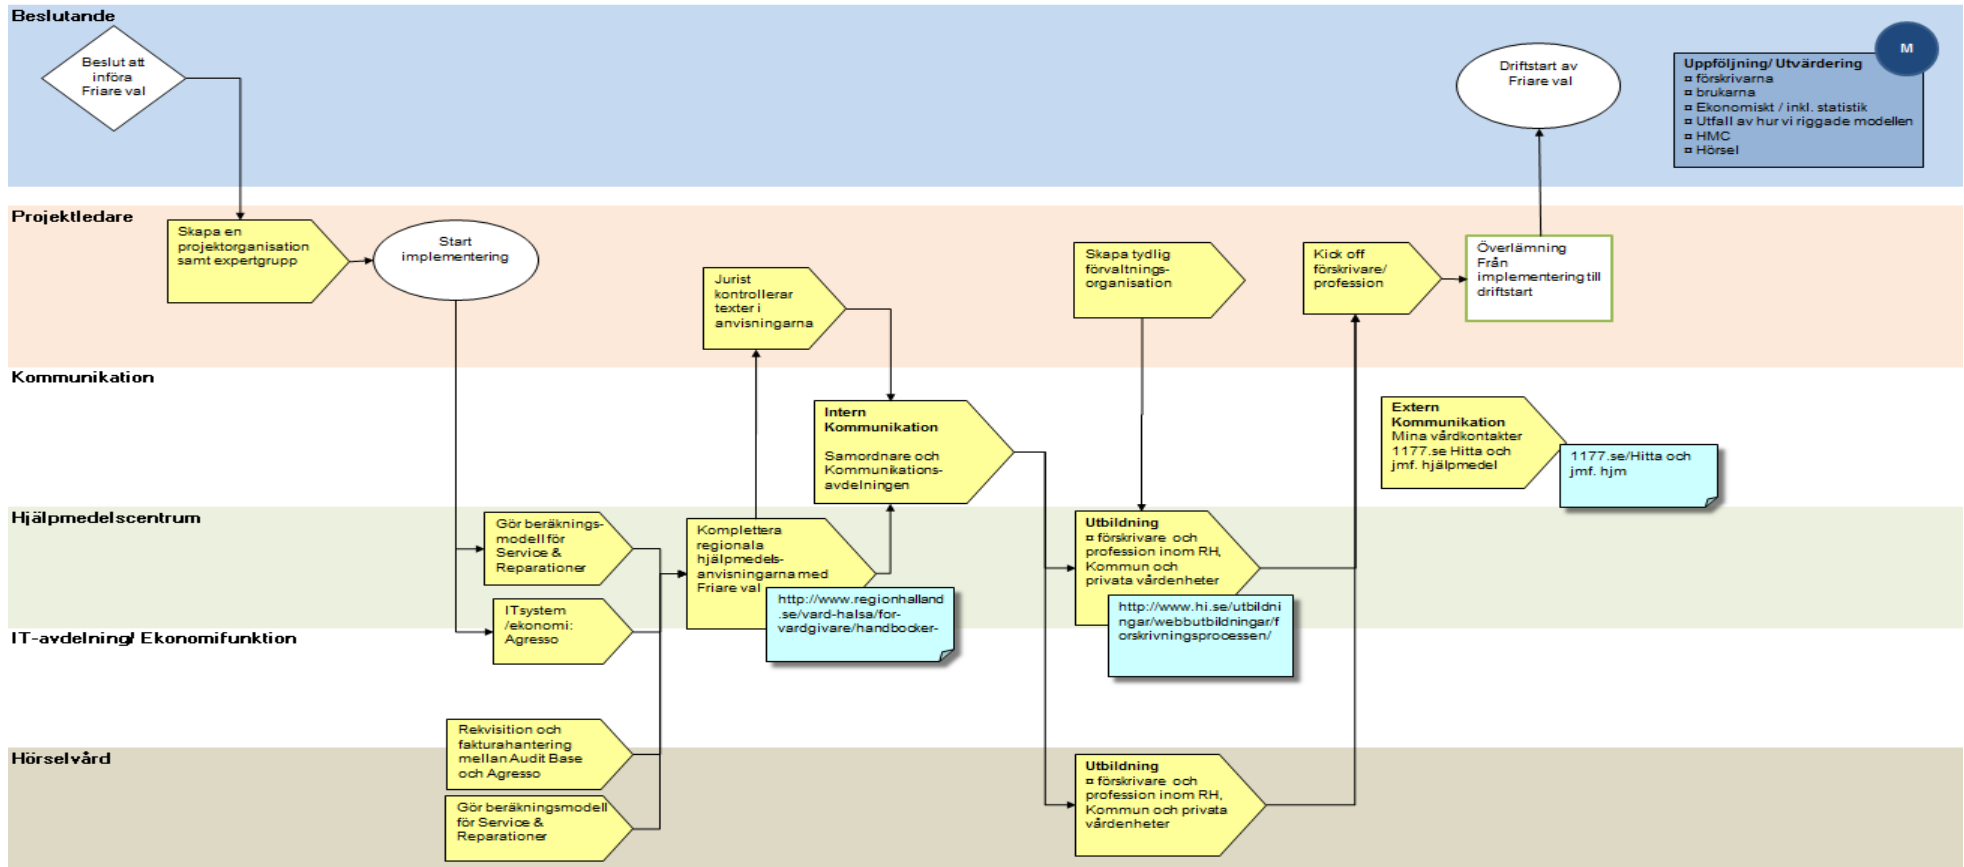 Beslutande
Beslut att
införa
Friare val
Driftstart av
Friare val
M
Uppföljning/ Utvärdering
¤ förskrivarna
¤ brukarna
¤ Ekonomiskt / inkl. statistik
¤ Utfall av hur vi riggade modellen
¤ HMC
¤ Hörsel
Projektledare
Skapa en
projektorganisation
samt expertgrupp
Start
implementering
Jurist
kontrollerar
texter i
anvisningarna
Skapa tydlig
förvaltnings-
organisation
Kick off
förskrivare/
profession
Överlämning
Från
implementering till
driftstart
Kommunikation
Intern
Kommunikation
Samordnare och
Kommunikations-
avdelningen
Extern
Kommunikation
Mina vårdkontakter
1177.se Hitta och
jmf. hjälpmedel
1177.se/Hitta och
jmf. hjm
Hjälpmedelscentrum
Gör beräknings-
modell för
Service &
Reparationer
ITsystem
/ekonomi:
Agresso
Komplettera
regionala
hjälpmedels-
anvisningarna med
Friare val
http://www.regionhalland
.se/vard-halsa/for-
vardgivare/handbocker-
Utbildning
¤ förskrivare och
profession inom RH,
Kommun och
privata vårdenheter
http://www.hi.se/utbildni
ngar/webbutbildningar/f
orskrivningsprocessen/
IT-avdelning/ Ekonomifunktion
Rekvisition och
fakturahantering
mellan Audit Base
och Agresso
Hörselvård
Gör beräkningsmodell
för Service &
Reparationer
Utbildning
¤ förskrivare och
profession inom RH,
Kommun och privata
vårdenheter